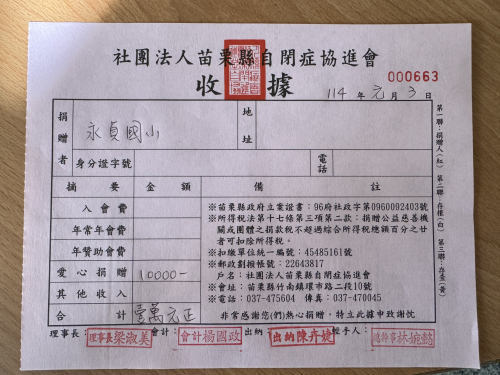 社團法人苗栗縣自閉症協進會
收據
000663
114 年 元 月 3 日
捐贈者
永貞國小
地址
身分證字號
電話
摘要
金額
備註
入會費
年常年會費
年贊助會費
愛心捐贈
10000-
其他收入
合計
壹萬元正
※苗栗縣政府立案證書:96府社政字第0960092403號
※所得稅法第十七條第三項第二款:捐贈公益慈善機
關或團體之捐款稅不超過綜合所得稅總額百分之廿
者可扣除所得稅。
※扣繳單位統一編號:45485161號
※郵政劃撥帳號:22643817
戶名:社團法人苗栗縣自閉症協進會
※會址:苗栗縣竹南鎮環市路二段10號
※電話:037-475604 傳真:037-470045
非常感謝您(們)熱心捐贈,特立此據申致謝忱
第一聯:捐贈人(紅) 第二聯:存根(白) 第三聯:存查(黃)
理事長:
理事長梁淑美
會計:
會計楊國政
出納:
出納陳卉捷
經手人:
總幹事林婉懿